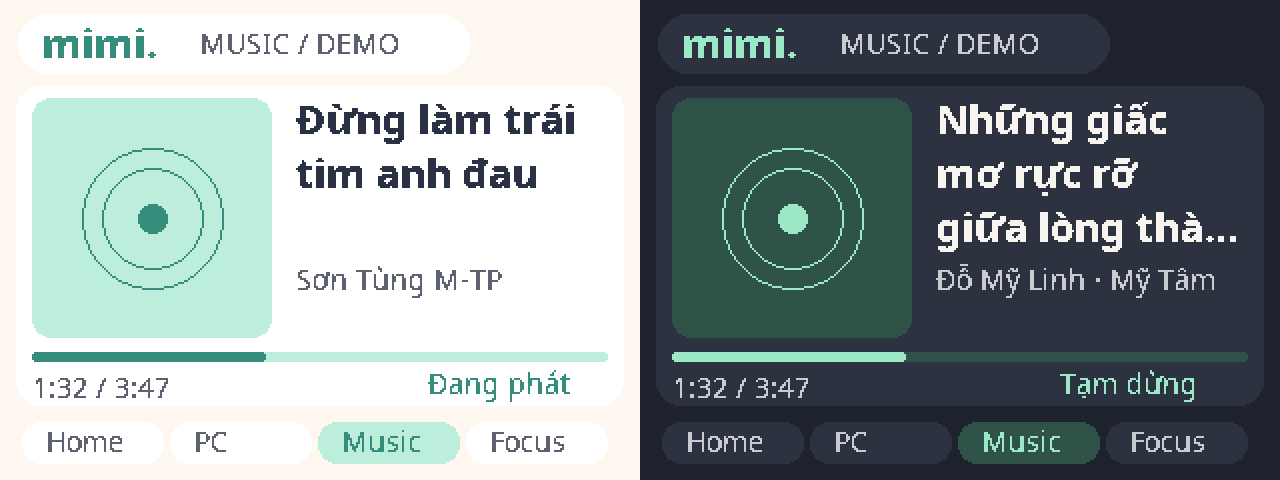 mimi. MUSIC / DEMO
Đừng làm trái
tim anh đau
Sơn Tùng M-TP
1:32 / 3:47 Đang phát
Home PC Music Focus
mimi. MUSIC / DEMO
Những giấc
mơ rực rỡ
giữa lòng thà...
Đỗ Mỹ Linh · Mỹ Tâm
1:32 / 3:47 Tạm dừng
Home PC Music Focus